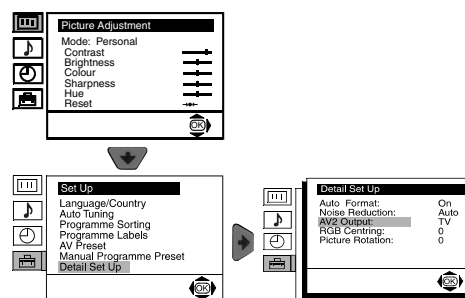 Picture Adjustment
Mode: Personal
Contrast
Brightness
Colour
Sharpness
Hue
Reset
OK
Set Up
Language/Country
Auto Tuning
Programme Sorting
Programme Labels
AV Preset
Manual Programme Preset
Detail Set Up
OK
Detail Set Up
Auto Format: On
Noise Reduction: Auto
AV2 Output: TV
RGB Centring: 0
Picture Rotation: 0
OK